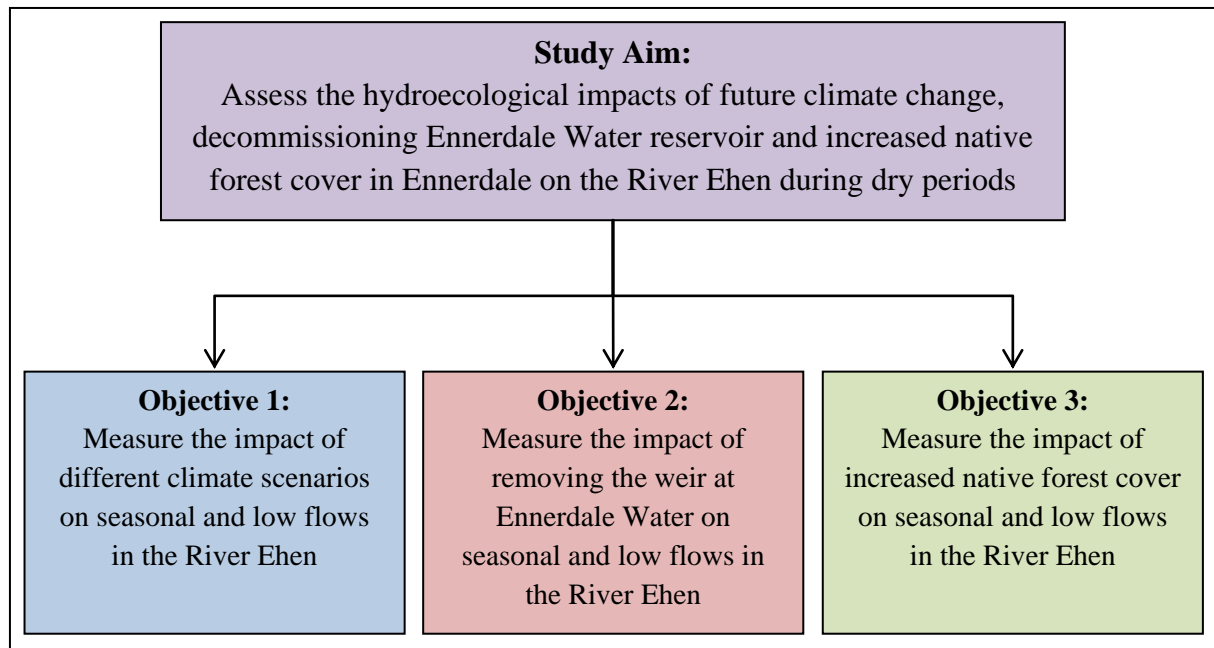 Study Aim:
Assess the hydroecological impacts of future climate change,
decommissioning Ennerdale Water reservoir and increased native
forest cover in Ennerdale on the River Ehen during dry periods
Objective 1:
Measure the impact of
different climate scenarios
on seasonal and low flows
in the River Ehen
Objective 2:
Measure the impact of
removing the weir at
Ennerdale Water on
seasonal and low flows in
the River Ehen
Objective 3:
Measure the impact of
increased native forest cover
on seasonal and low flows
in the River Ehen